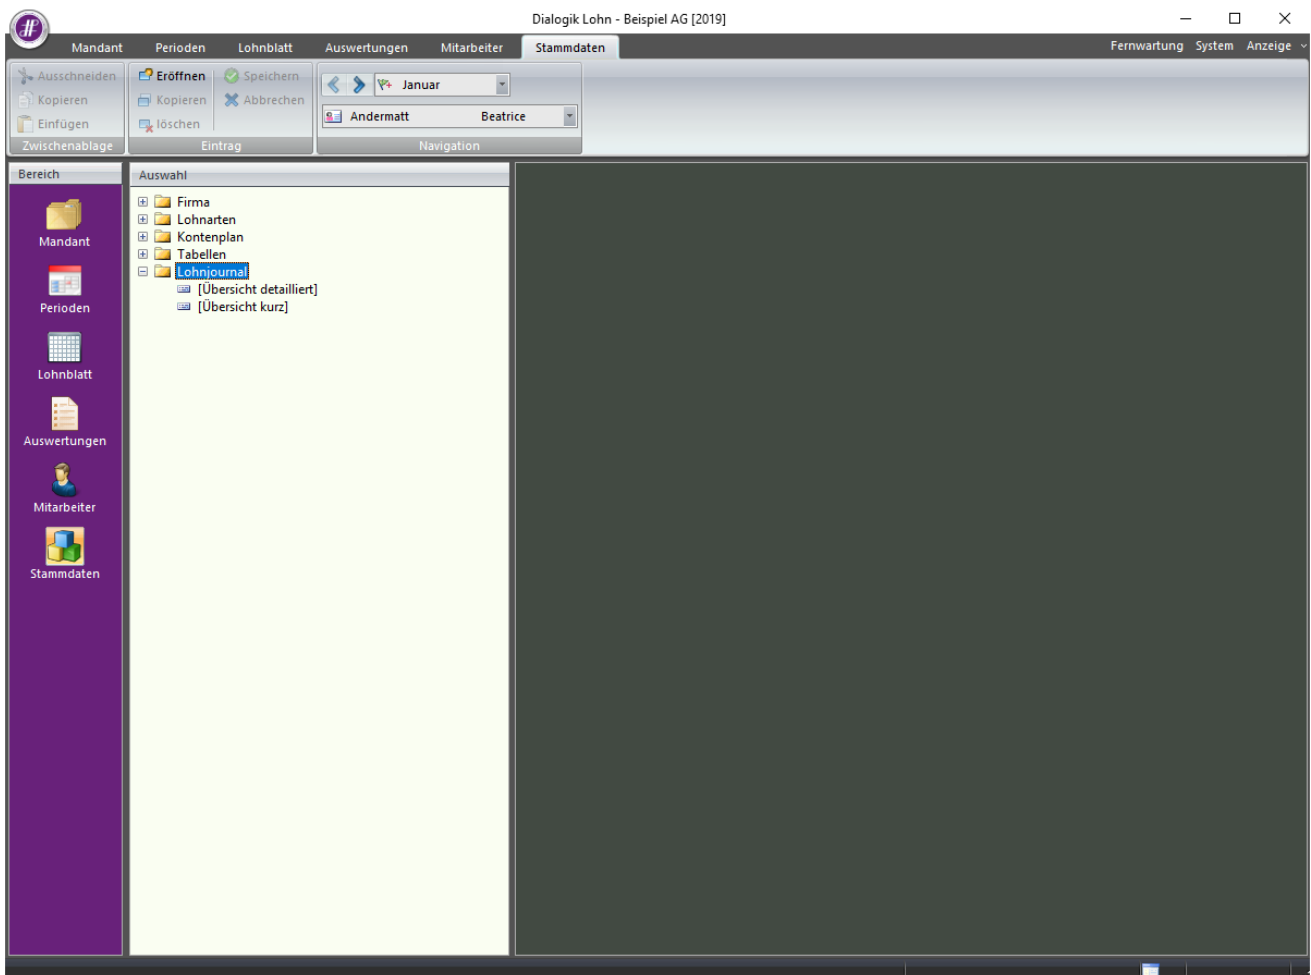 Dialogik Lohn - Beispiel AG [2019]
Mandant Perioden Lohnblatt Auswertungen Mitarbeiter Stammdaten Fernwartung System Anzeige
Ausschneiden
Kopieren
Einfügen
Zwischenablage
Eröffnen Speichern
Kopieren Abbrechen
löschen
Eintrag
Januar
Andermatt Beatrice
Navigation
Bereich
Mandant
Perioden
Lohnblatt
Auswertungen
Mitarbeiter
Stammdaten
Auswahl
Firma
Lohnarten
Kontenplan
Tabellen
Lohnjournal
[Übersicht detailliert]
[Übersicht kurz]